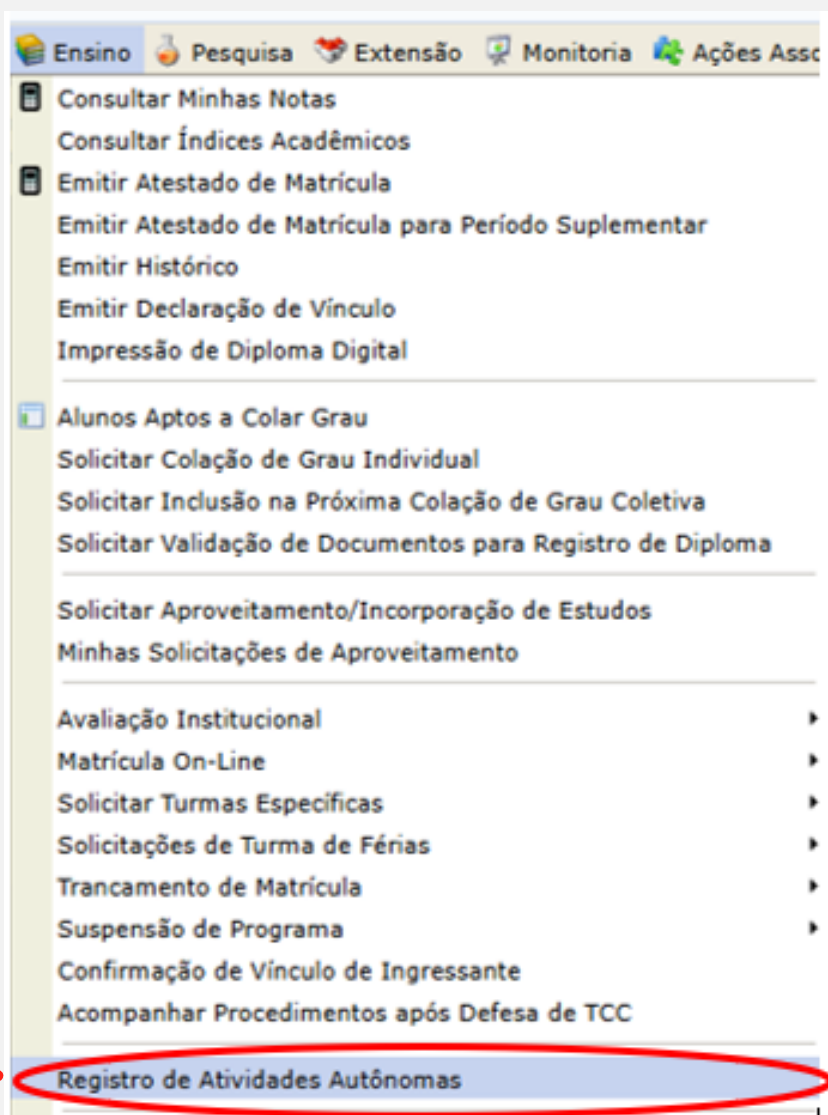 Ensino Pesquisa Extensão Monitoria Ações Asso
Consultar Minhas Notas
Consultar Índices Acadêmicos
Emitir Atestado de Matrícula
Emitir Atestado de Matrícula para Período Suplementar
Emitir Histórico
Emitir Declaração de Vínculo
Impressão de Diploma Digital
Alunos Aptos a Colar Grau
Solicitar Colação de Grau Individual
Solicitar Inclusão na Próxima Colação de Grau Coletiva
Solicitar Validação de Documentos para Registro de Diploma
Solicitar Aproveitamento/Incorporação de Estudos
Minhas Solicitações de Aproveitamento
Avaliação Institucional
Matrícula On-Line
Solicitar Turmas Específicas
Solicitações de Turma de Férias
Trancamento de Matrícula
Suspensão de Programa
Confirmação de Vínculo de Ingressante
Acompanhar Procedimentos após Defesa de TCC
Registro de Atividades Autônomas